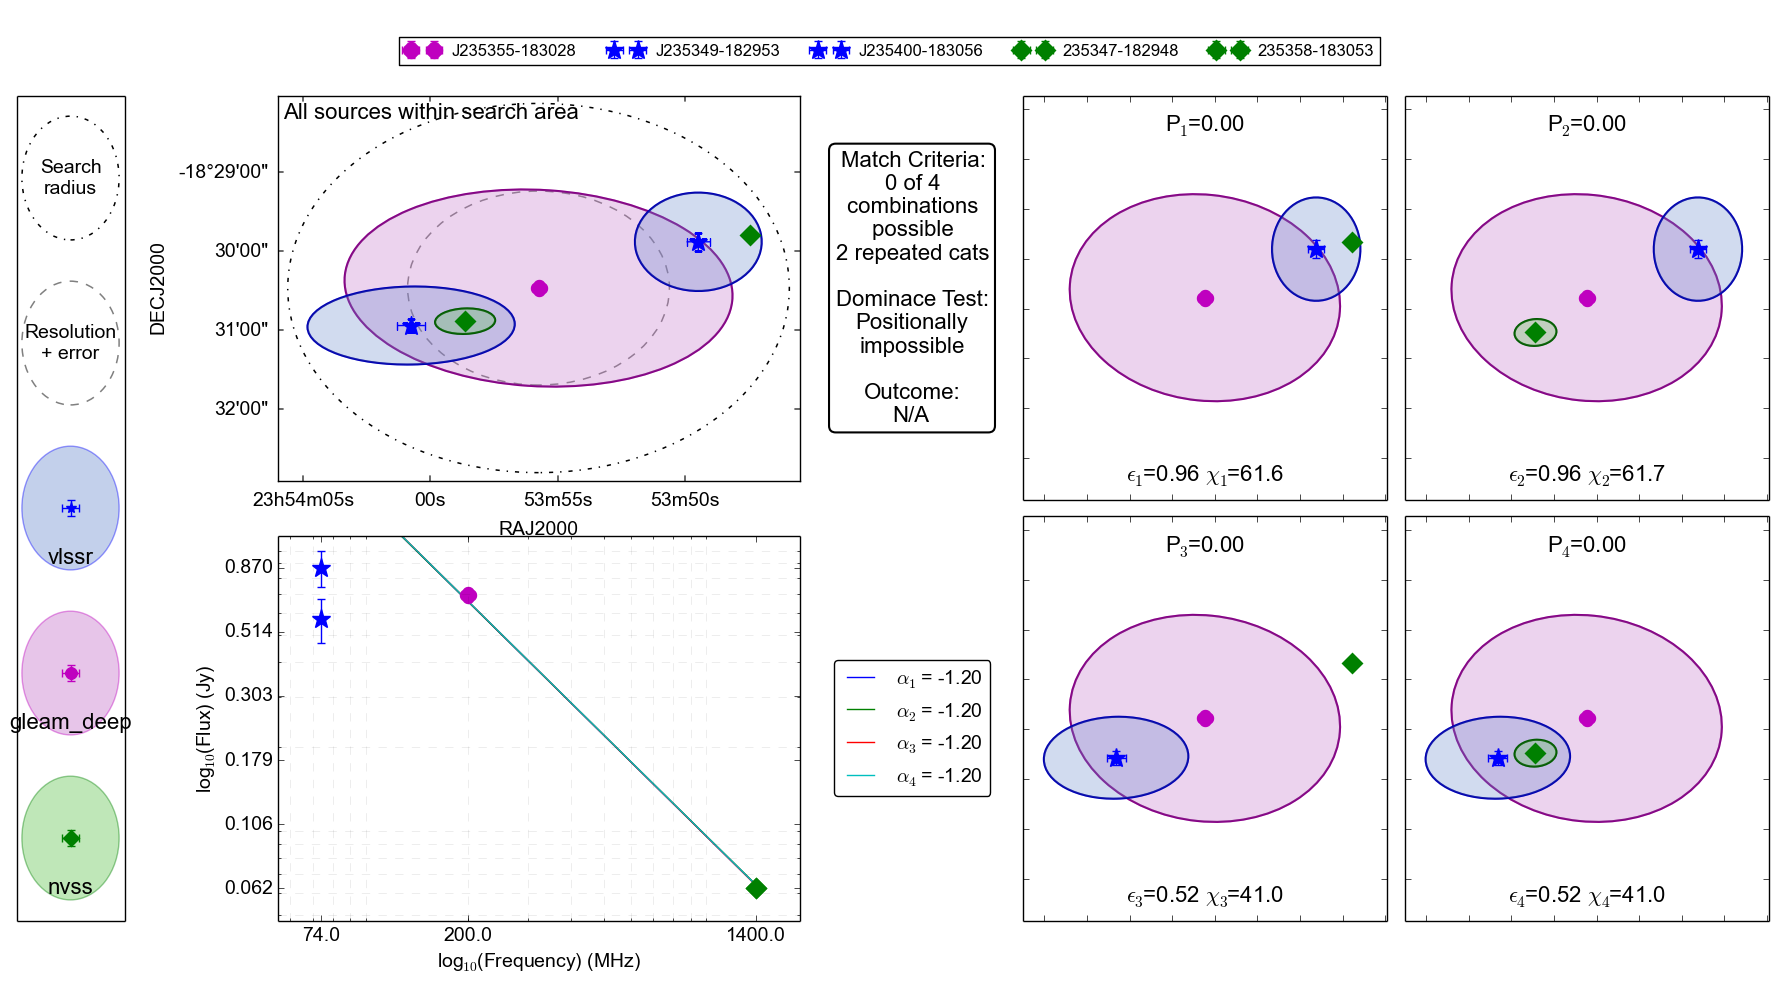 J235355-183028 J235349-182953 J235400-183056 235347-182948 235358-183053
Search
radius
Resolution
+ error
vlssr
gleam_deep
nvss
All sources within search area
DECJ2000
-18°29'00"
30'00"
31'00"
32'00"
23h54m05s 00s 53m55s 53m50s
RAJ2000
Match Criteria:
0 of 4
combinations
possible
2 repeated cats
Dominace Test:
Positionally
impossible
Outcome:
N/A
P1=0.00
ϵ1=0.96 χ1=61.6
P2=0.00
ϵ2=0.96 χ2=61.7
log10(Flux) (Jy)
0.870
0.514
0.303
0.179
0.106
0.062
74.0 200.0 1400.0
log10(Frequency) (MHz)
α1 = -1.20
α2 = -1.20
α3 = -1.20
α4 = -1.20
P3=0.00
ϵ3=0.52 χ3=41.0
P4=0.00
ϵ4=0.52 χ4=41.0